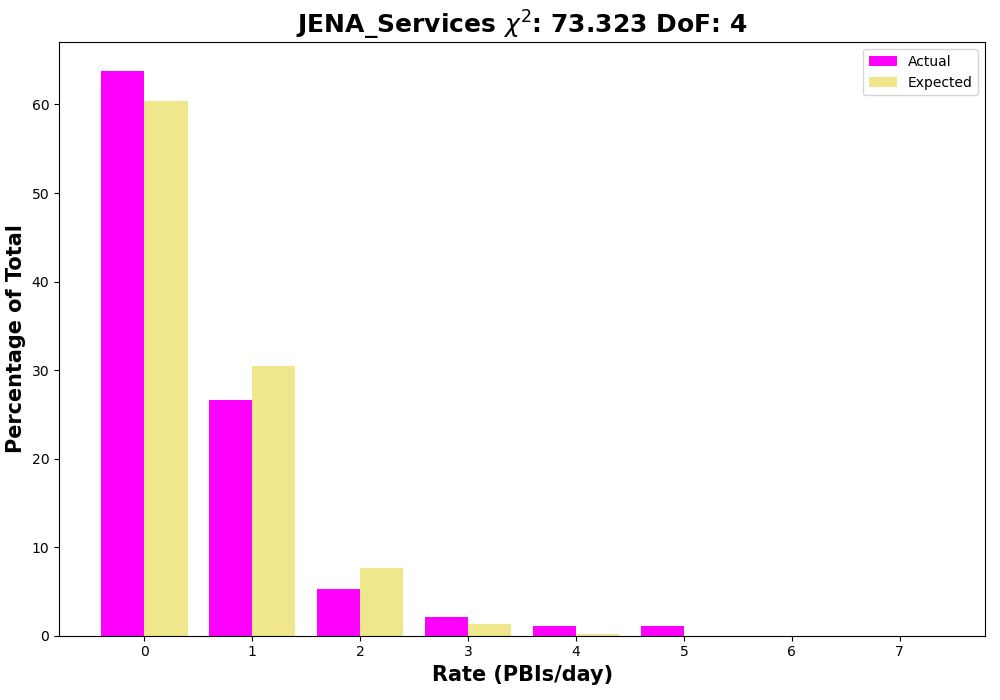 JENA_Services χ²: 73.323 DoF: 4
Actual
Expected
Percentage of Total
60
50
40
30
20
10
0
0 1 2 3 4 5 6 7
Rate (PBIs/day)